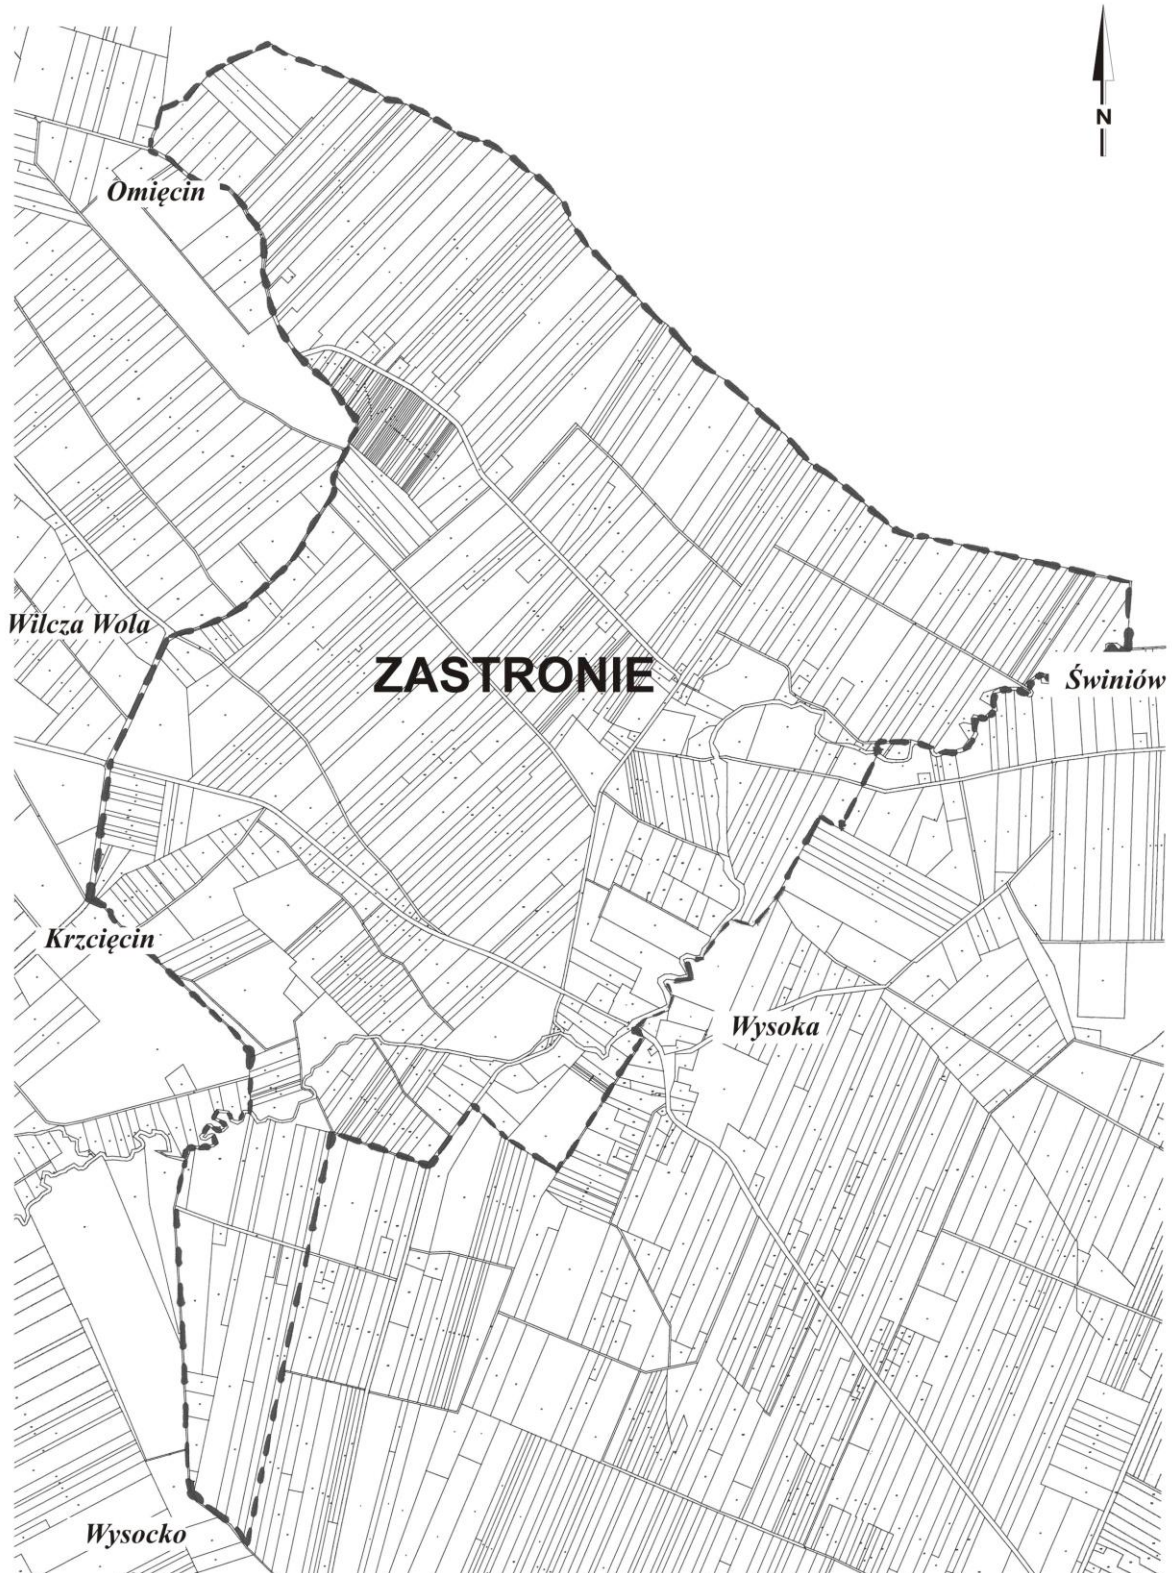 N
Omięcin
Wilcza Wola
ZASTRONIE
Świniów
Krzcięcin
Wysoka
Wysocko